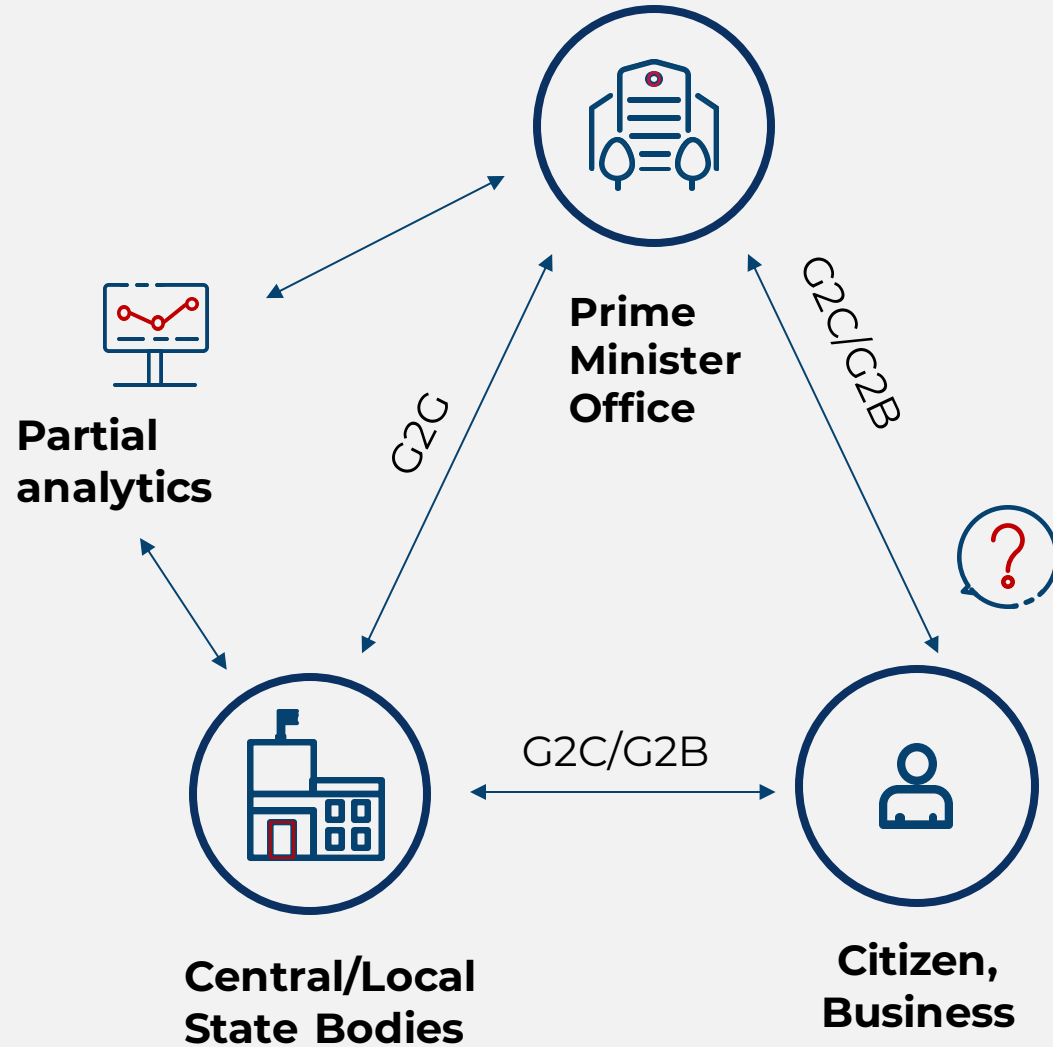 Prime
Minister
Office
G2C/G2B
G2G
Partial
analytics
?
G2C/G2B
Central/Local
State Bodies
Citizen,
Business